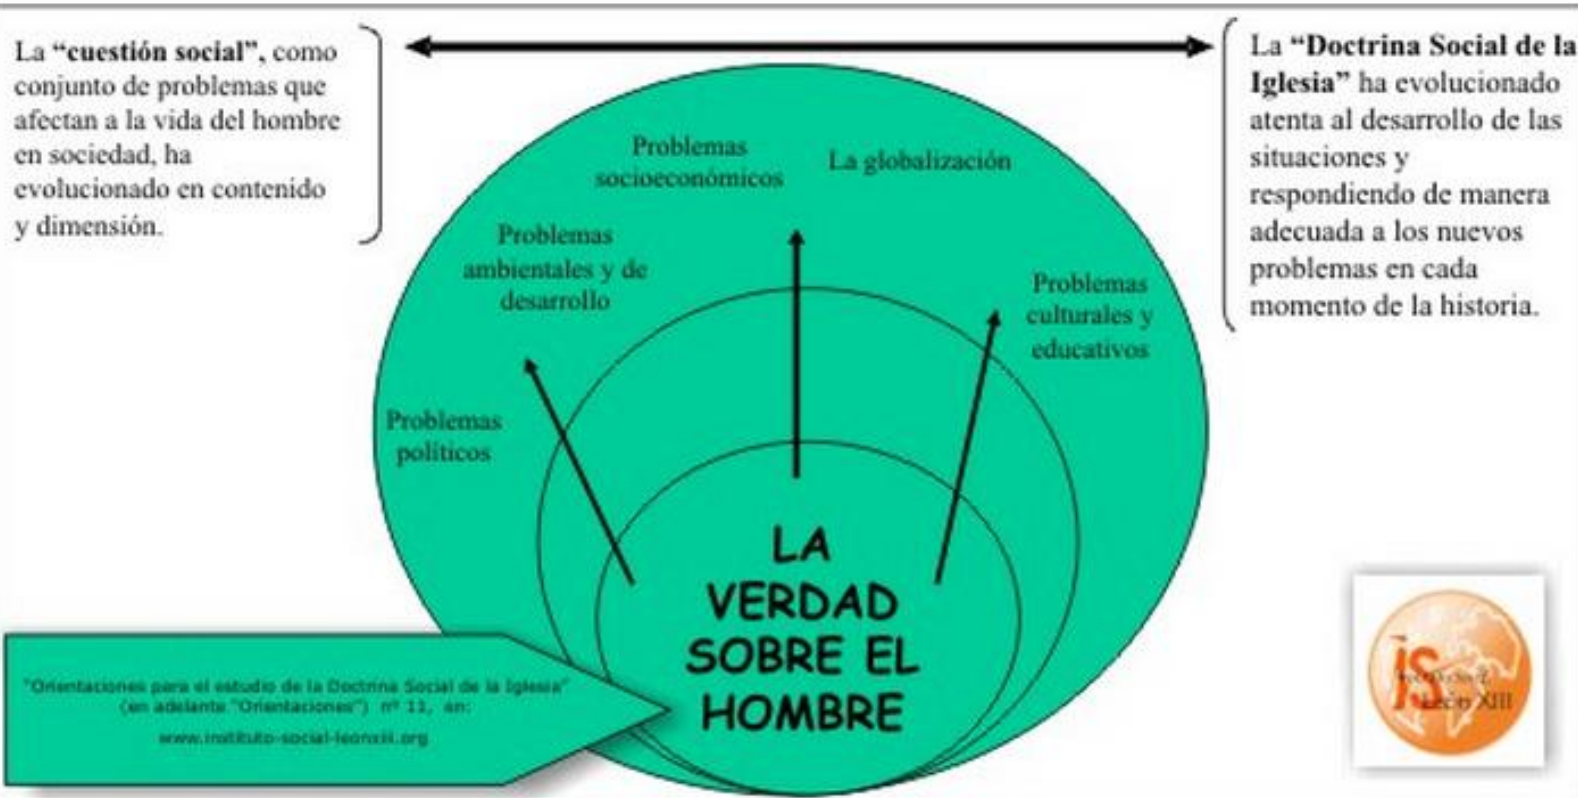 La “cuestión social”, como
conjunto de problemas que
afectan a la vida del hombre
en sociedad, ha
evolucionado en contenido
y dimensión.
La “Doctrina Social de la
Iglesia” ha evolucionado
atenta al desarrollo de las
situaciones y
respondiendo de manera
adecuada a los nuevos
problemas en cada
momento de la historia.
Problemas
socioeconómicos
La globalización
Problemas
ambientales y de
desarrollo
Problemas
culturales y
educativos
Problemas
políticos
LA
VERDAD
SOBRE EL
HOMBRE
"Orientaciones para el estudio de la Doctrina Social de la Iglesia"
(en adelante "Orientaciones") nº 11, en:
www.instituto-social-leonxiii.org
is
León XIII